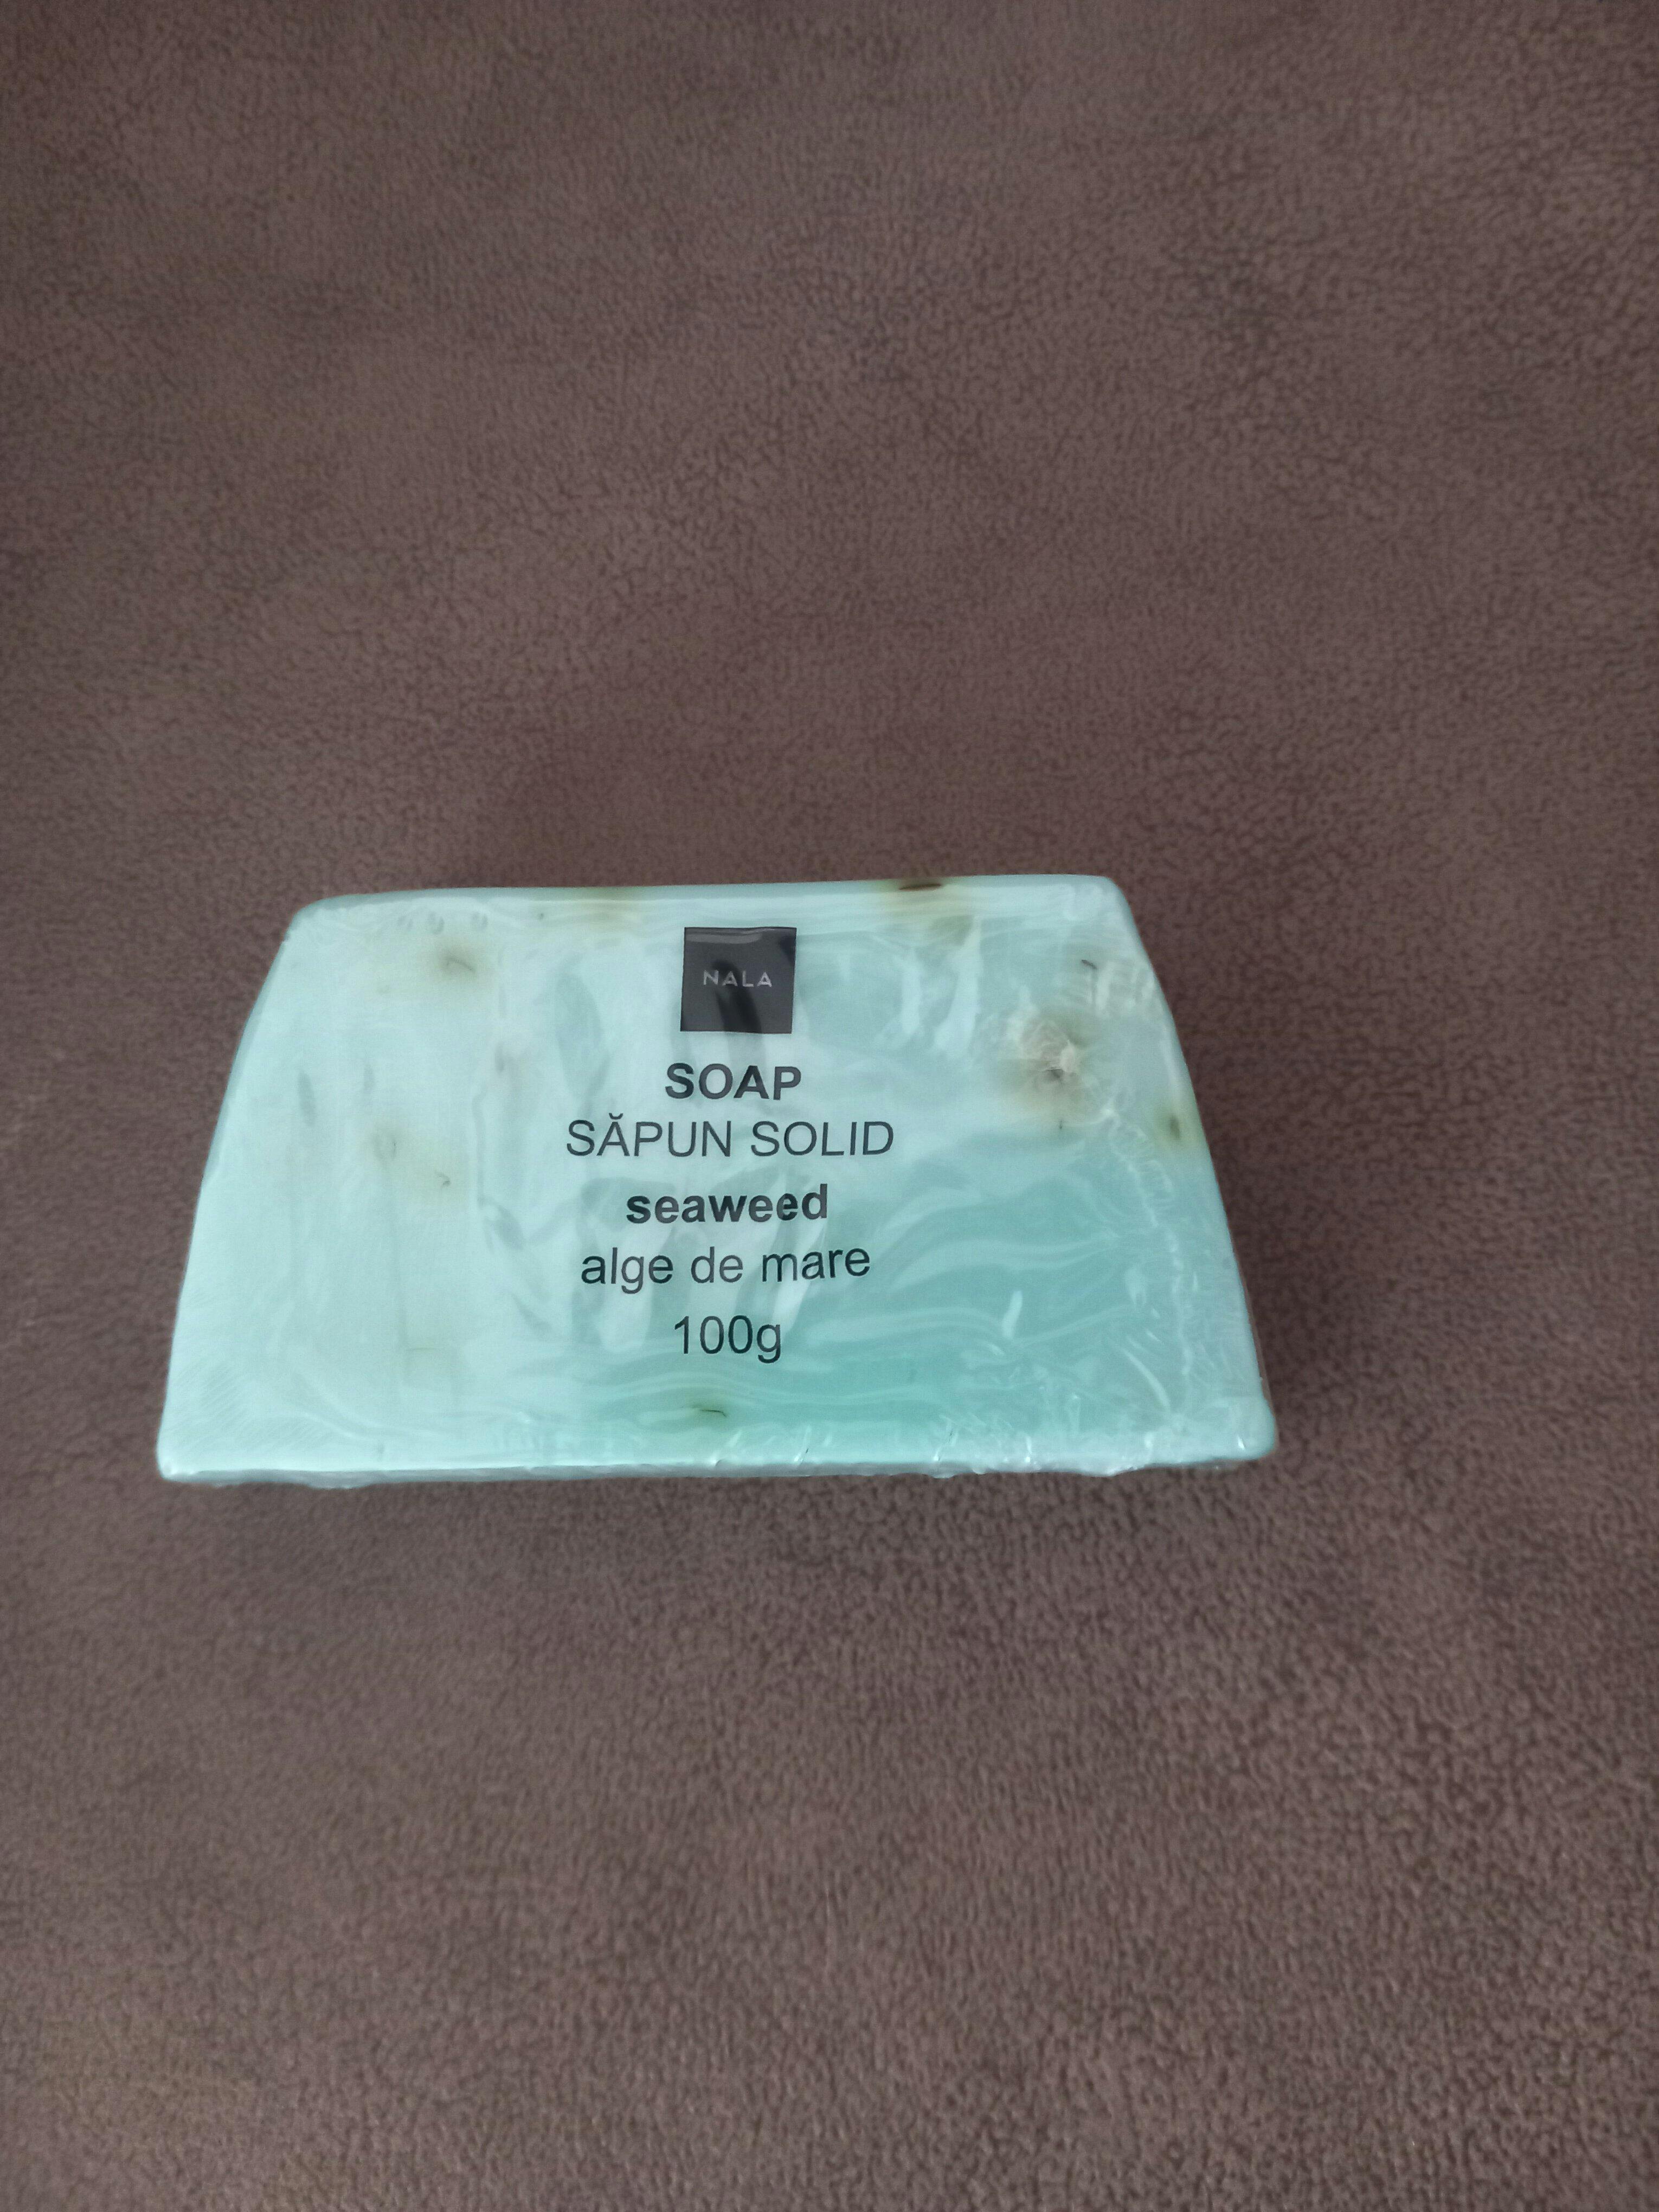 NALA
SOAP
SĂPUN SOLID
seaweed
alge de mare
100g